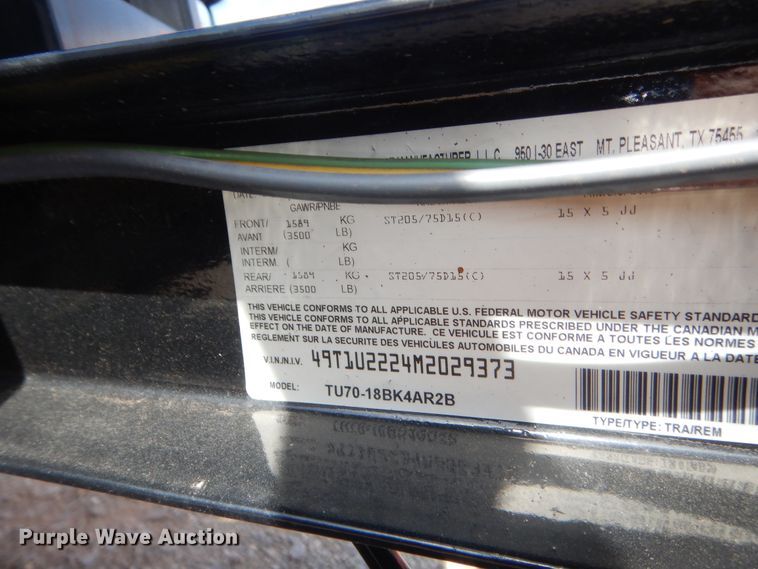 MANUFACTURER, L.L.C. 950 I-30 EAST MT. PLEASANT, TX 75455
GAWR/PNBE
FRONT/ 1589 KG ST205/75D15(C) 15 X 5 JJ
AVANT (3500 LB)
INTERM/ KG
INTERM. ( LB)
REAR/ 1589 KG ST205/75D15(C) 15 X 5 JJ
ARRIERE (3500 LB)
THIS VEHICLE CONFORMS TO ALL APPLICABLE U.S. FEDERAL MOTOR VEHICLE SAFETY STANDARD
THIS VEHICLE CONFORMS TO ALL APPLICABLE STANDARDS PRESCRIBED UNDER THE CANADIAN M
EFFECT ON THE DATE OF MANUFACTURE. CE VEHICULE EST CONFORME A TOUTES LES NORMES
REGLEMENT SUR LA SECURITE DES VEHICULES AUTOMOBILES DU CANADA EN VIGUEUR A LA DATE
V.I.N./N.I.V. 49T1U2224M2029373
MODEL: TU70-18BK4AR2B
TYPE/TYPE: TRA/REM
Purple Wave Auction